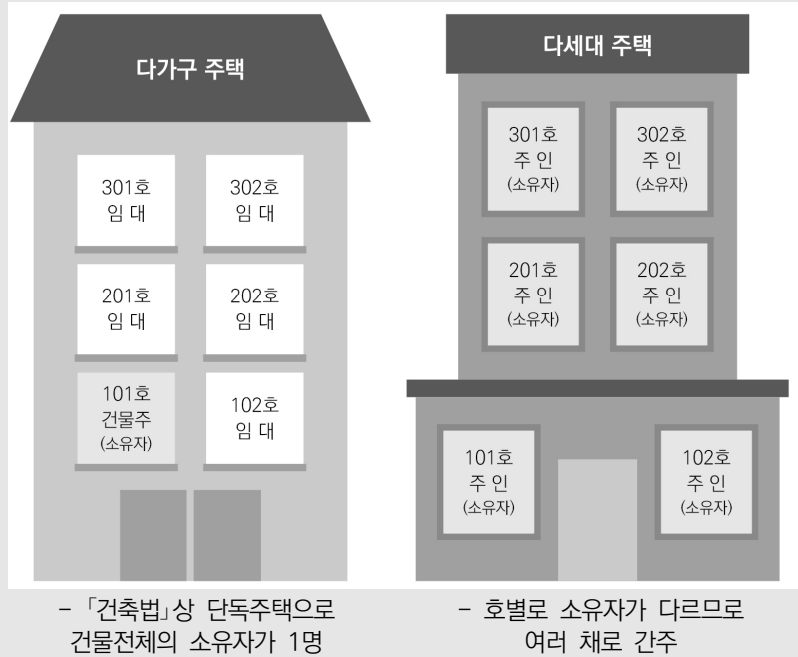 다가구 주택
301호
임 대
302호
임 대
201호
임 대
202호
임 대
101호
건물주
(소유자)
102호
임 대
– 「건축법」상 단독주택으로
건물전체의 소유자가 1명
다세대 주택
301호
주 인
(소유자)
302호
주 인
(소유자)
201호
주 인
(소유자)
202호
주 인
(소유자)
101호
주 인
(소유자)
102호
주 인
(소유자)
– 호별로 소유자가 다르므로
여러 채로 간주